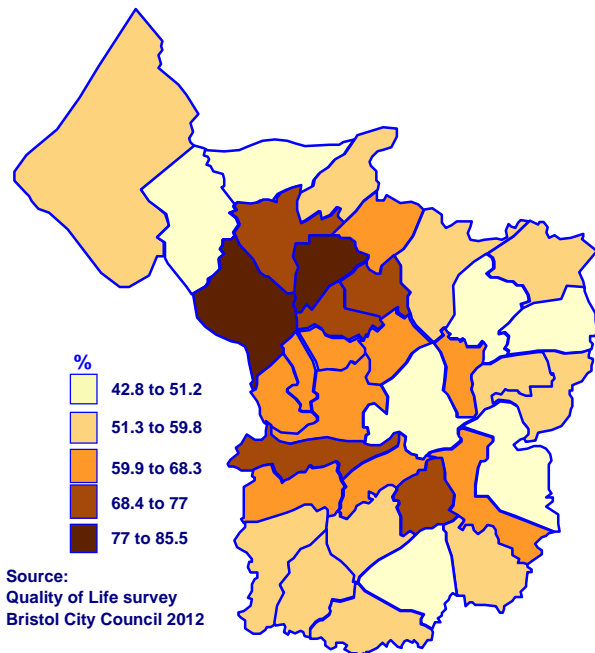 %
42.8 to 51.2
51.3 to 59.8
59.9 to 68.3
68.4 to 77
77 to 85.5
Source:
Quality of Life survey
Bristol City Council 2012